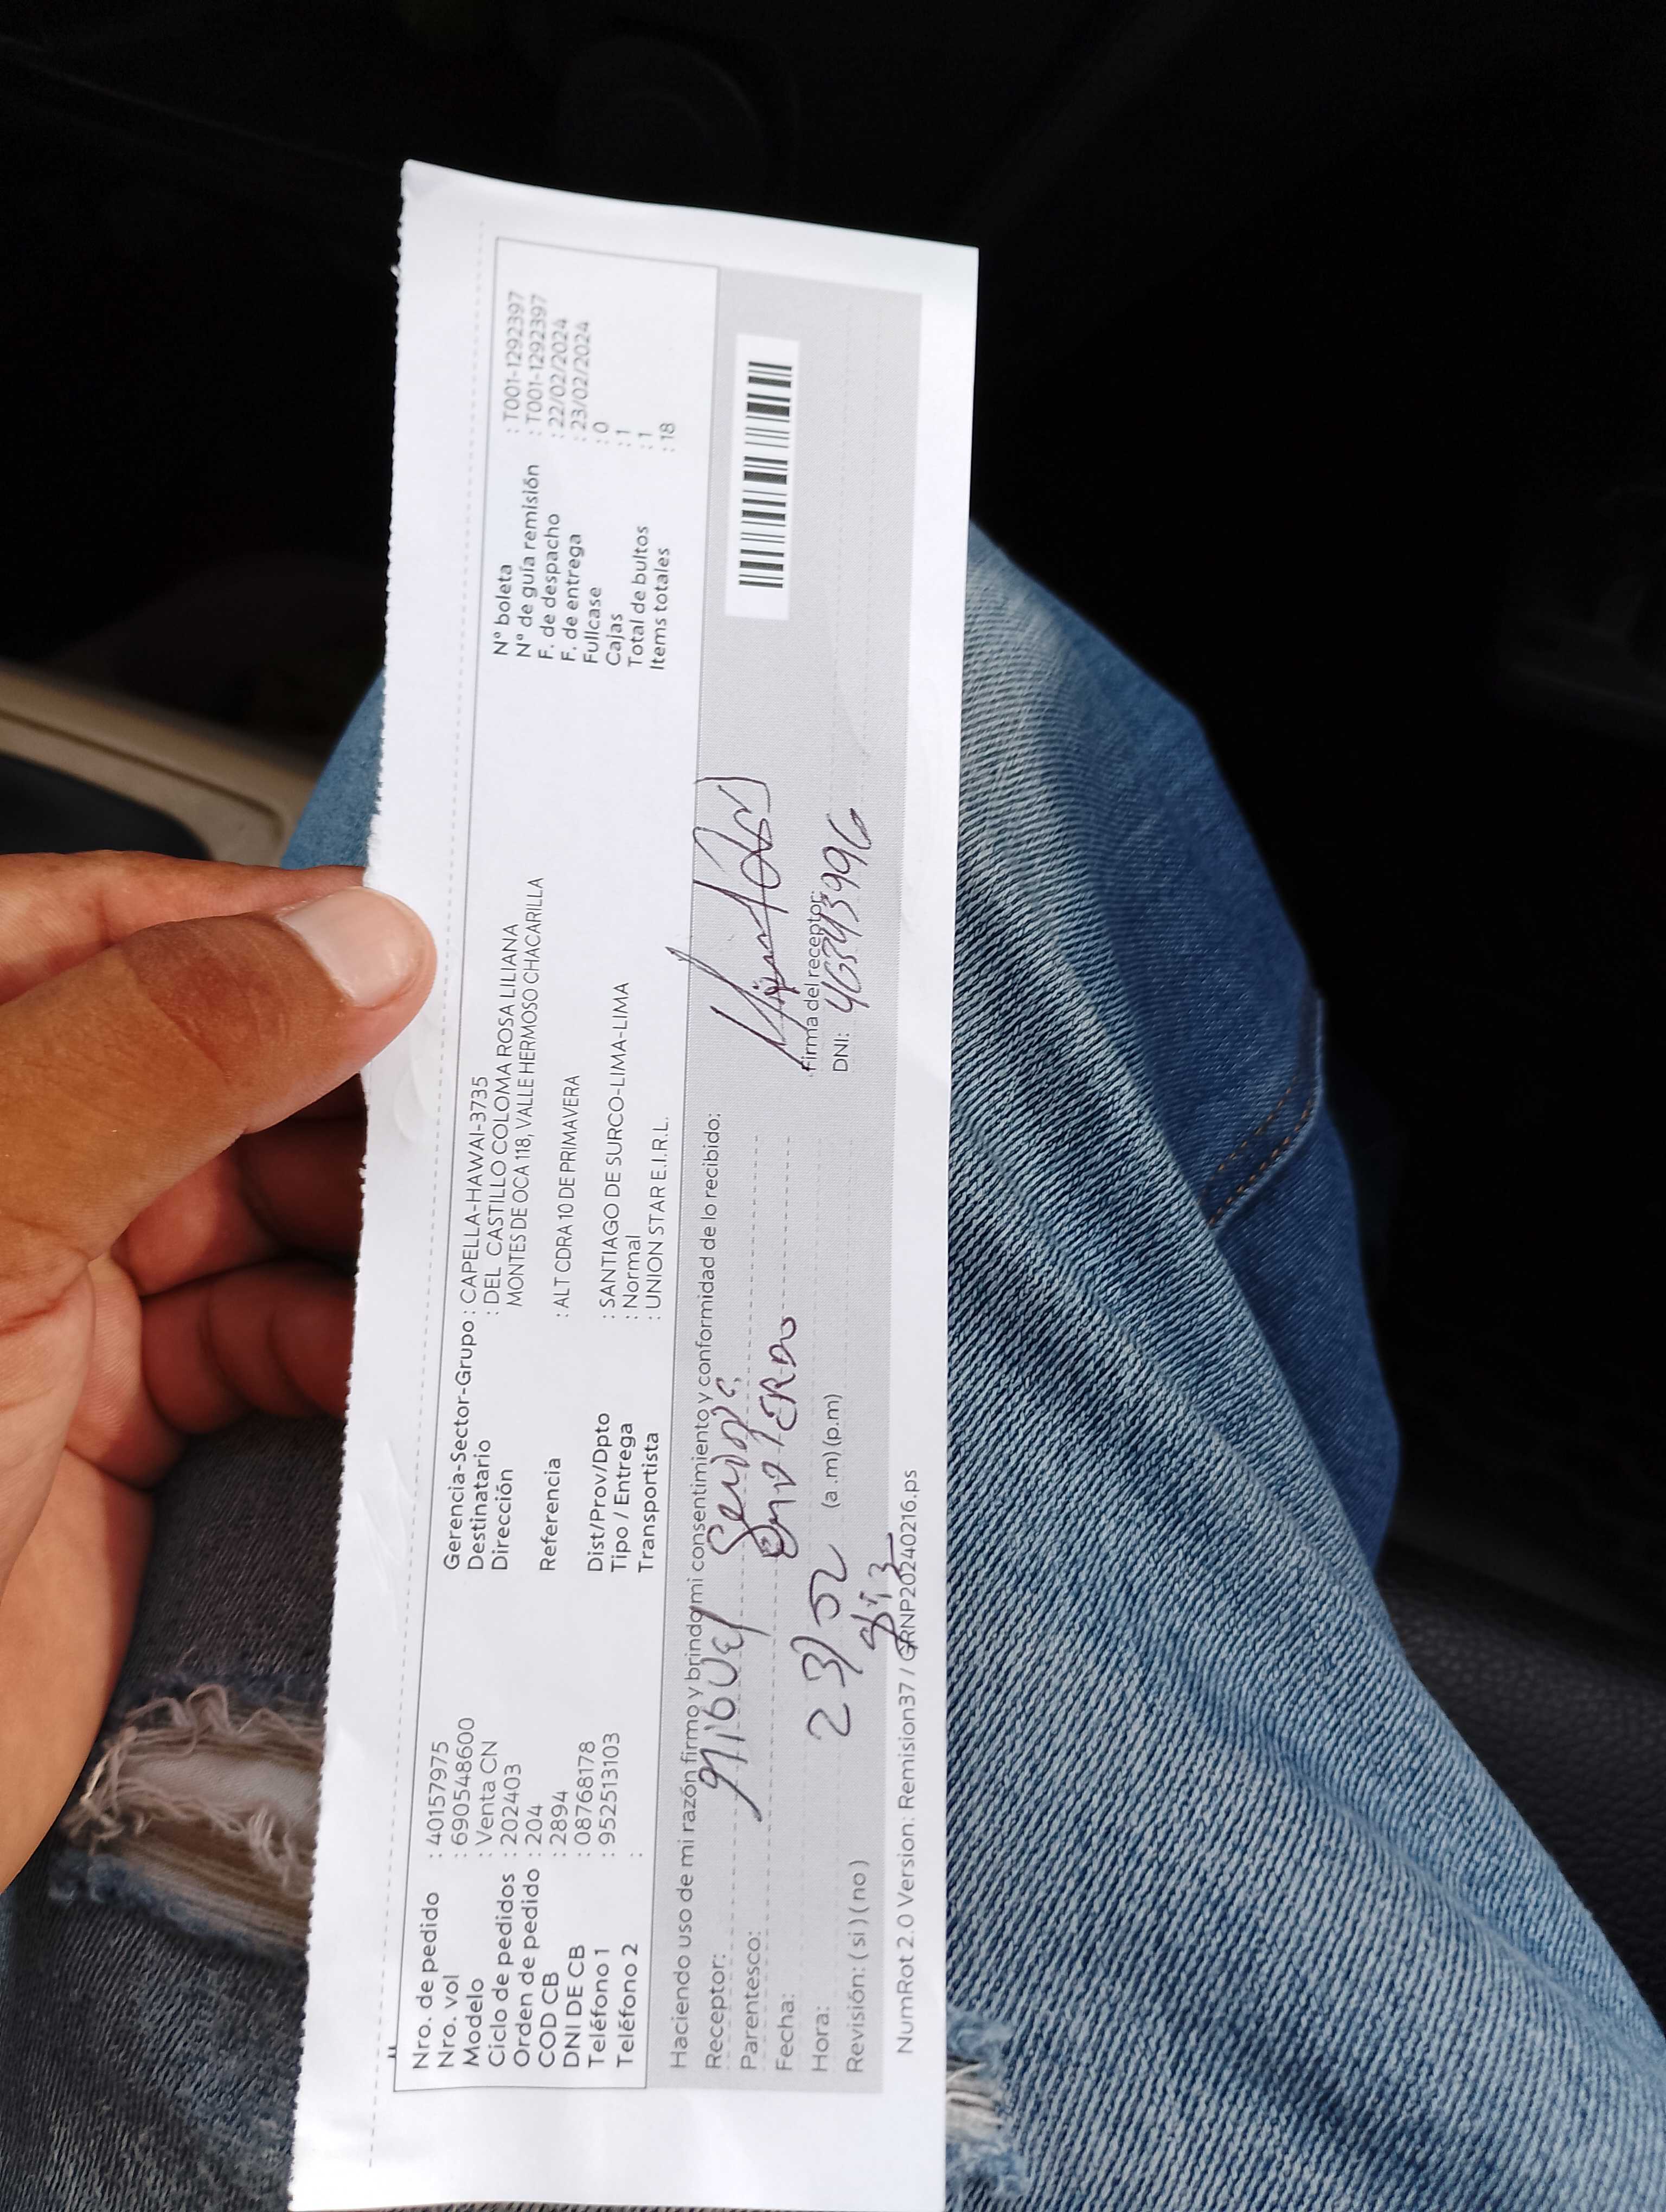 Nro. de pedido : 40157975
Nro. vol : 690548600
Modelo : Venta CN
Ciclo de pedidos : 202403
Orden de pedido : 204
COD CB : 2894
DNI DE CB : 08768178
Teléfono 1 : 952513103
Teléfono 2 :
Gerencia-Sector-Grupo : CAPELLA-HAWAI-3735
Destinatario : DEL CASTILLO COLOMA ROSA LILIANA
Dirección MONTES DE OCA 118, VALLE HERMOSO CHACARILLA
Referencia : ALT CDRA 10 DE PRIMAVERA
Dist/Prov/Dpto : SANTIAGO DE SURCO-LIMA-LIMA
Tipo / Entrega : Normal
Transportista : UNION STAR E.I.R.L.
N° boleta : T001-1292397
N° de guía remisión : T001-1292397
F. de despacho : 22/02/2024
F. de entrega : 23/02/2024
Fullcase : 0
Cajas : 1
Total de bultos : 1
Items totales : 18
Haciendo uso de mi razón firmo y brindo mi consentimiento y conformidad de lo recibido:
Receptor: Miguel
Parentesco:
Fecha: 23/02
Hora: (a .m) (p.m)
Revisión: ( si ) ( no )
Firma del receptor:
DNI:
NumRot 2.0 Version: Remision37 / GRNP20240216.ps